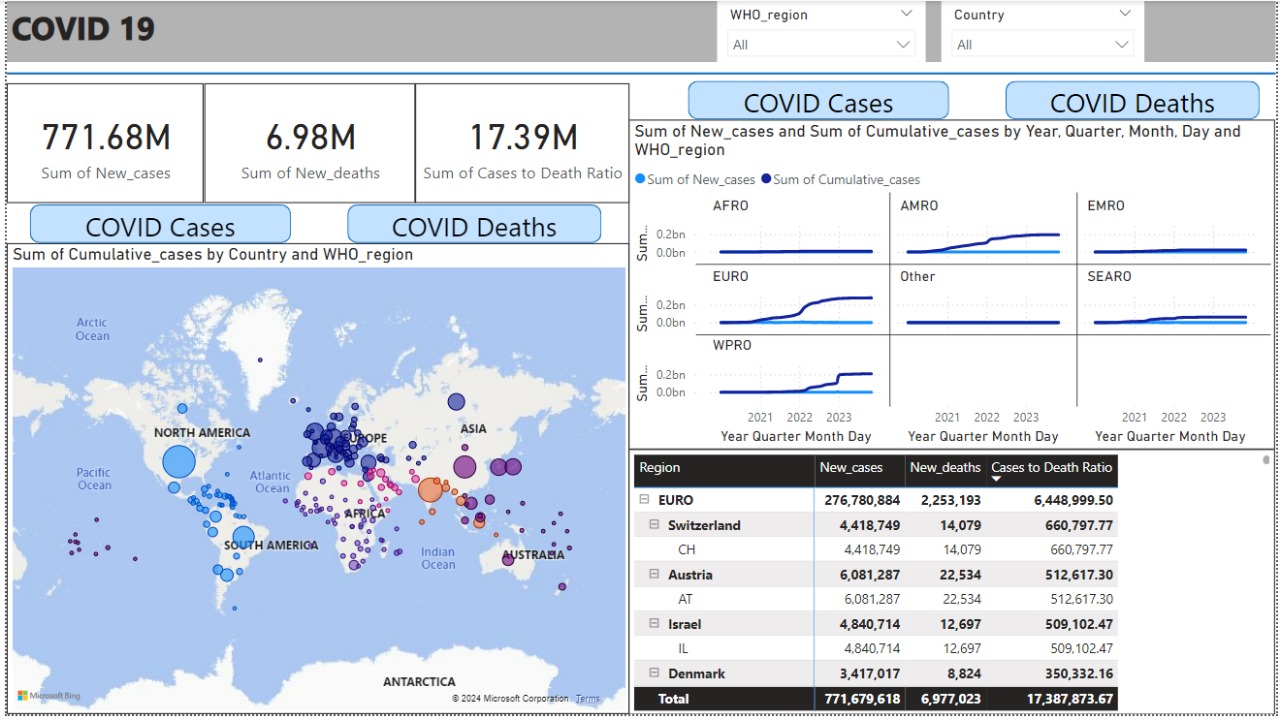 COVID 19
WHO_region
All
Country
All
771.68M
Sum of New_cases
6.98M
Sum of New_deaths
17.39M
Sum of Cases to Death Ratio
COVID Cases
COVID Deaths
Sum of Cumulative_cases by Country and WHO_region
Arctic
Ocean
NORTH AMERICA
EUROPE
ASIA
Pacific
Ocean
Atlantic
Ocean
AFRICA
SOUTH AMERICA
Indian
Ocean
AUSTRALIA
ANTARCTICA
Microsoft Bing
© 2024 Microsoft Corporation Terms
COVID Cases
COVID Deaths
Sum of New_cases and Sum of Cumulative_cases by Year, Quarter, Month, Day and
WHO_region
Sum of New_cases Sum of Cumulative_cases
AFRO
AMRO
EMRO
Sum...
0.2bn
0.0bn
EURO
Other
SEARO
Sum...
0.2bn
0.0bn
WPRO
Sum...
0.2bn
0.0bn
2021 2022 2023
2021 2022 2023
2021 2022 2023
Year Quarter Month Day
Year Quarter Month Day
Year Quarter Month Day
Region New_cases New_deaths Cases to Death Ratio
EURO 276,780,884 2,253,193 6,448,999.50
Switzerland 4,418,749 14,079 660,797.77
CH 4,418,749 14,079 660,797.77
Austria 6,081,287 22,534 512,617.30
AT 6,081,287 22,534 512,617.30
Israel 4,840,714 12,697 509,102.47
IL 4,840,714 12,697 509,102.47
Denmark 3,417,017 8,824 350,332.16
Total 771,679,618 6,977,023 17,387,873.67